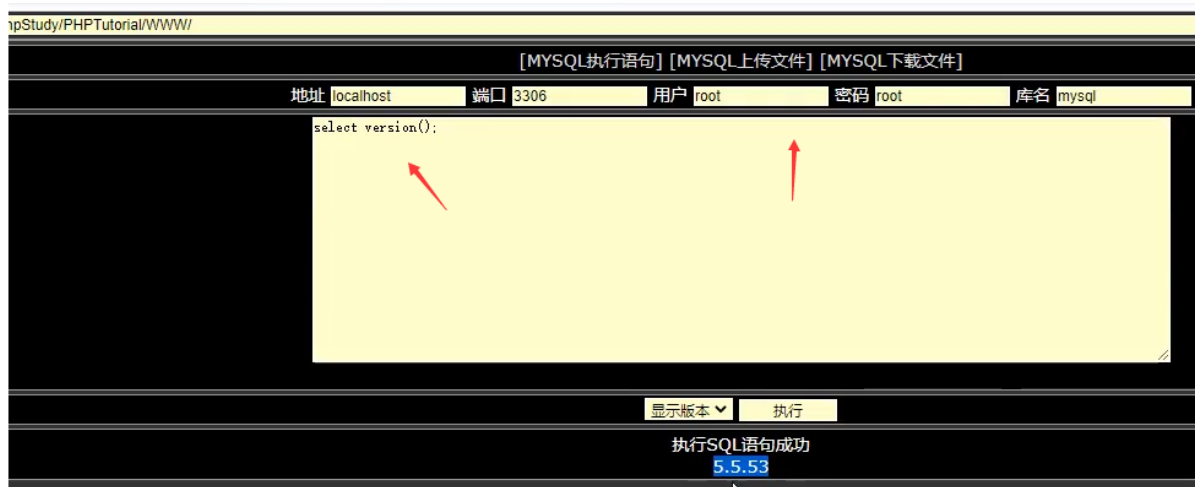 npStudy/PHPTutorial/WWW/
[MYSQL执行语句] [MYSQL上传文件] [MYSQL下载文件]
地址 localhost 端口 3306 用户 root 密码 root 库名 mysql
select version();
显示版本 执行
执行SQL语句成功
5.5.53